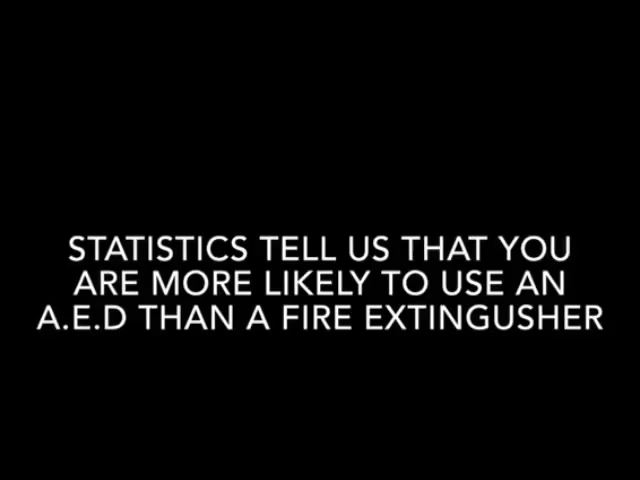 STATISTICS TELL US THAT YOU
ARE MORE LIKELY TO USE AN
A.E.D THAN A FIRE EXTINGUSHER